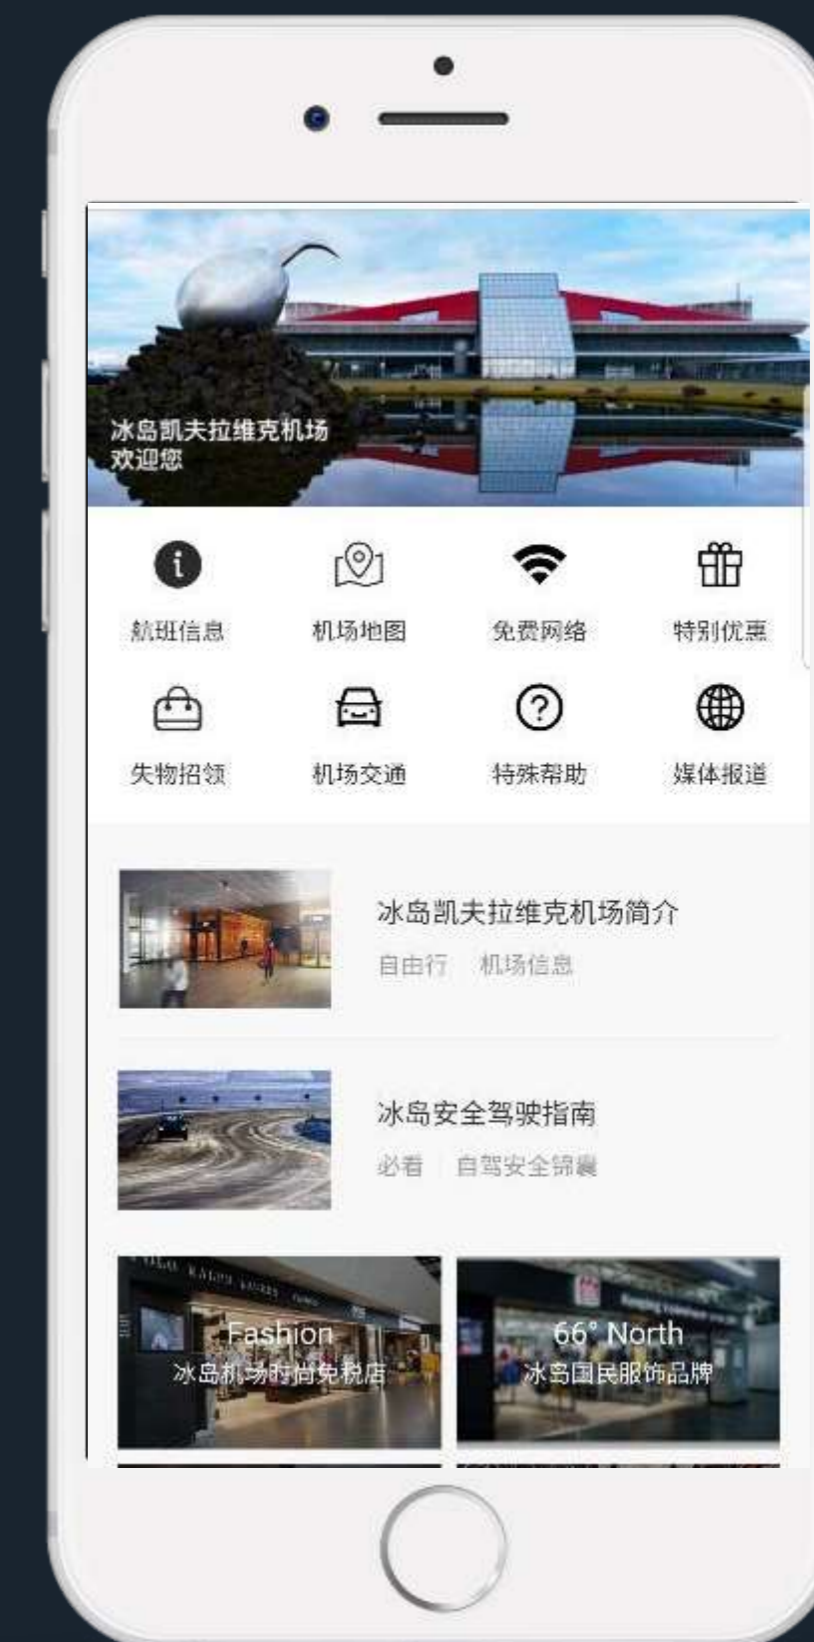 冰岛凯夫拉维克机场
欢迎您
航班信息 机场地图 免费网络 特别优惠
失物招领 机场交通 特殊帮助 媒体报道
冰岛凯夫拉维克机场简介
自由行 机场信息
冰岛安全驾驶指南
必看 自驾安全锦囊
RALPH LAUREN
Fashion
冰岛机场时尚免税店
66° North
冰岛国民服饰品牌